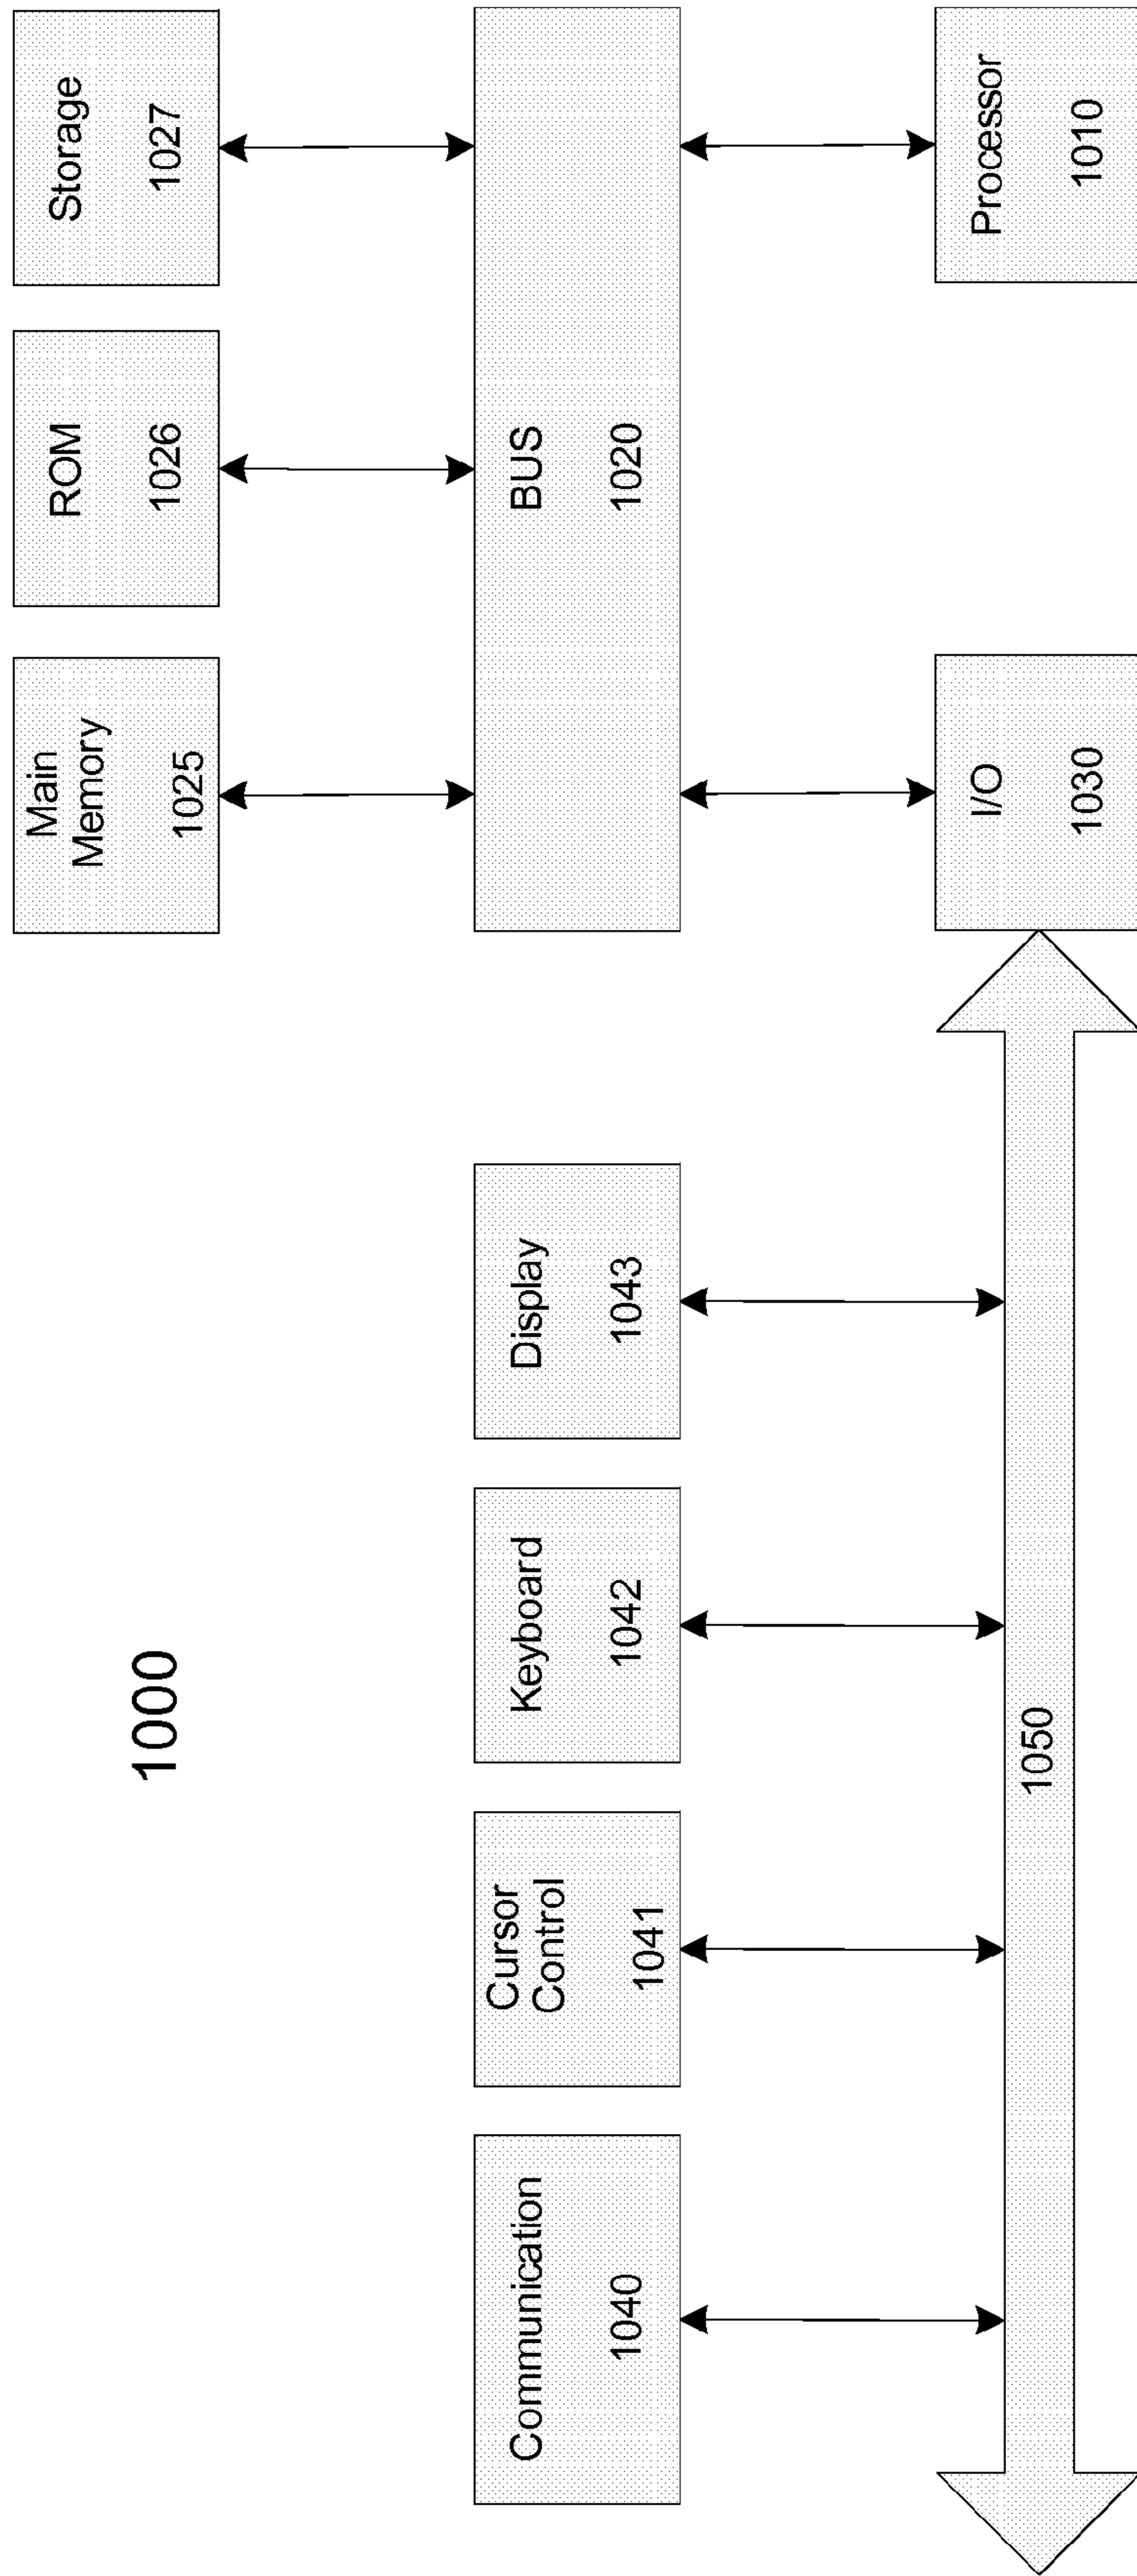 1000
Main
Memory
1025
ROM
1026
Storage
1027
Communication
1040
Cursor
Control
1041
Keyboard
1042
Display
1043
BUS
1020
1050
I/O
1030
Processor
1010